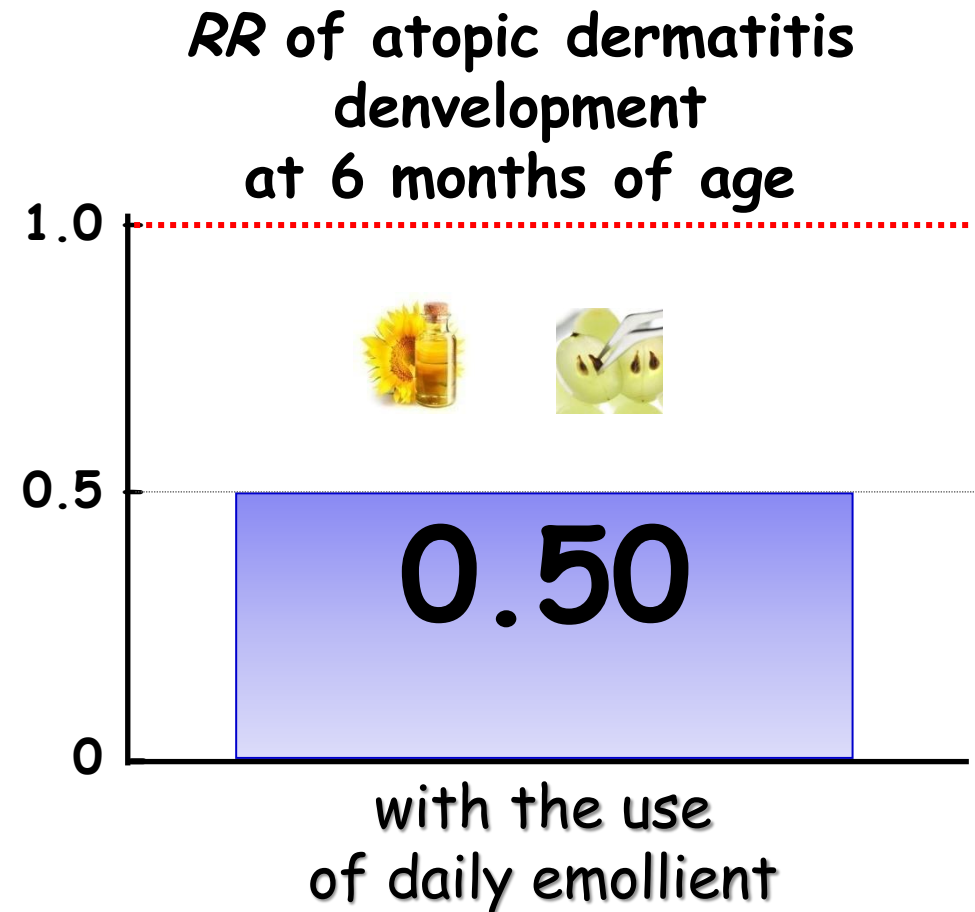 RR of atopic dermatitis
denvelopment
at 6 months of age
1.0
0.5
0.50
0
with the use
of daily emollient